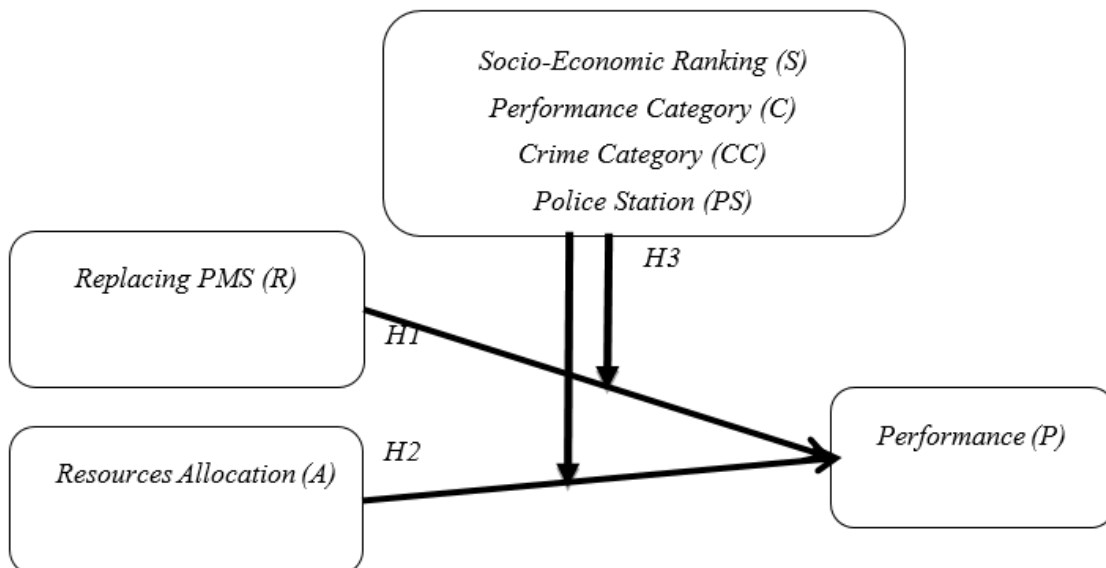 Socio-Economic Ranking (S)
Performance Category (C)
Crime Category (CC)
Police Station (PS)
H3
Replacing PMS (R)
H1
Resources Allocation (A)
H2
Performance (P)